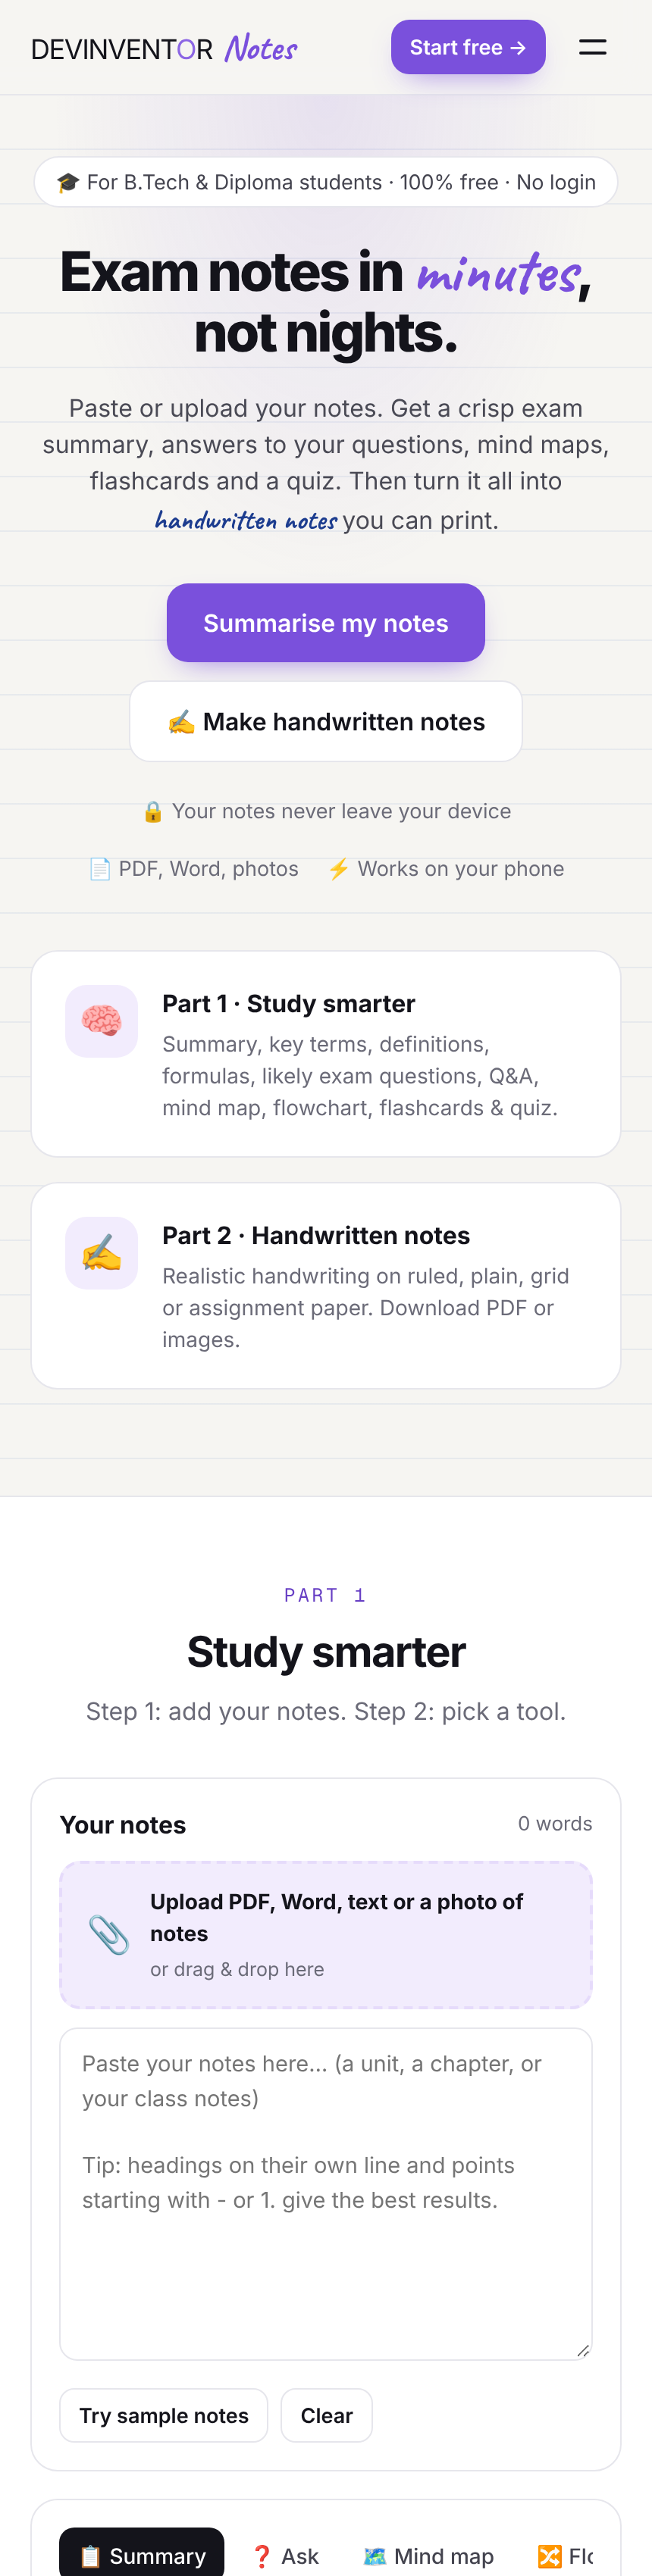 DEVINVENTOR Notes
Start free →
🎓 For B.Tech & Diploma students · 100% free · No login
Exam notes in minutes,
not nights.
Paste or upload your notes. Get a crisp exam
summary, answers to your questions, mind maps,
flashcards and a quiz. Then turn it all into
handwritten notes you can print.
Summarise my notes
✍️ Make handwritten notes
🔒 Your notes never leave your device
📄 PDF, Word, photos ⚡ Works on your phone
Part 1 · Study smarter
Summary, key terms, definitions,
formulas, likely exam questions, Q&A,
mind map, flowchart, flashcards & quiz.
Part 2 · Handwritten notes
Realistic handwriting on ruled, plain, grid
or assignment paper. Download PDF or
images.
PART 1
Study smarter
Step 1: add your notes. Step 2: pick a tool.
Your notes
0 words
Upload PDF, Word, text or a photo of
notes
or drag & drop here
Paste your notes here... (a unit, a chapter, or
your class notes)
Tip: headings on their own line and points
starting with - or 1. give the best results.
Try sample notes
Clear
📋 Summary
❓ Ask
🗺️ Mind map